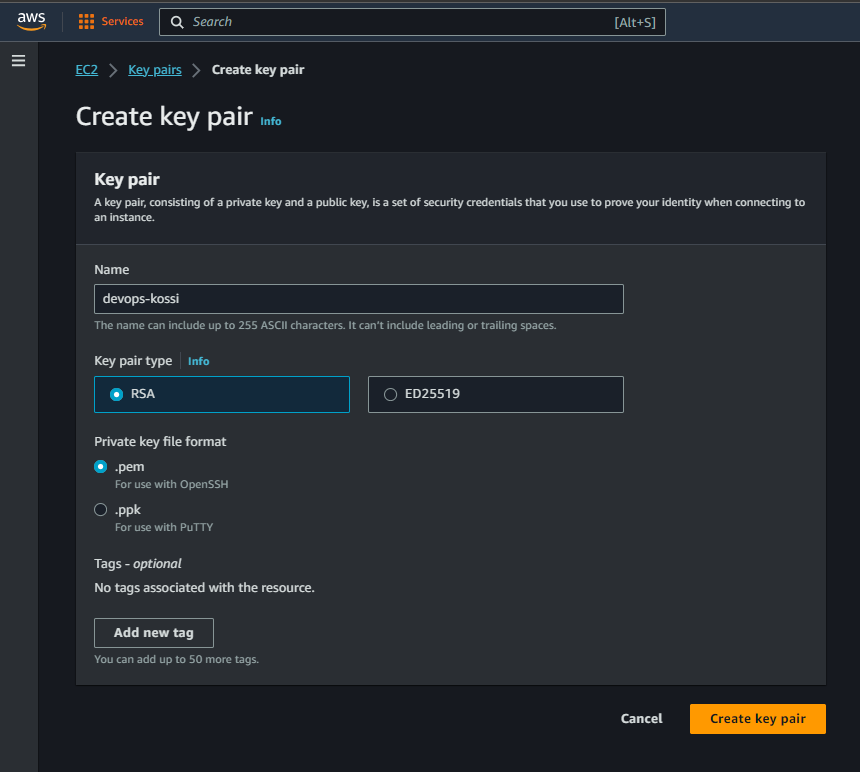 aws
Services
Search
[Alt+S]
EC2 > Key pairs > Create key pair
Create key pair Info
Key pair
A key pair, consisting of a private key and a public key, is a set of security credentials that you use to prove your identity when connecting to
an instance.
Name
devops-kossi
The name can include up to 255 ASCII characters. It can't include leading or trailing spaces.
Key pair type Info
RSA
ED25519
Private key file format
.pem
For use with OpenSSH
.ppk
For use with PuTTY
Tags - optional
No tags associated with the resource.
Add new tag
You can add up to 50 more tags.
Cancel
Create key pair